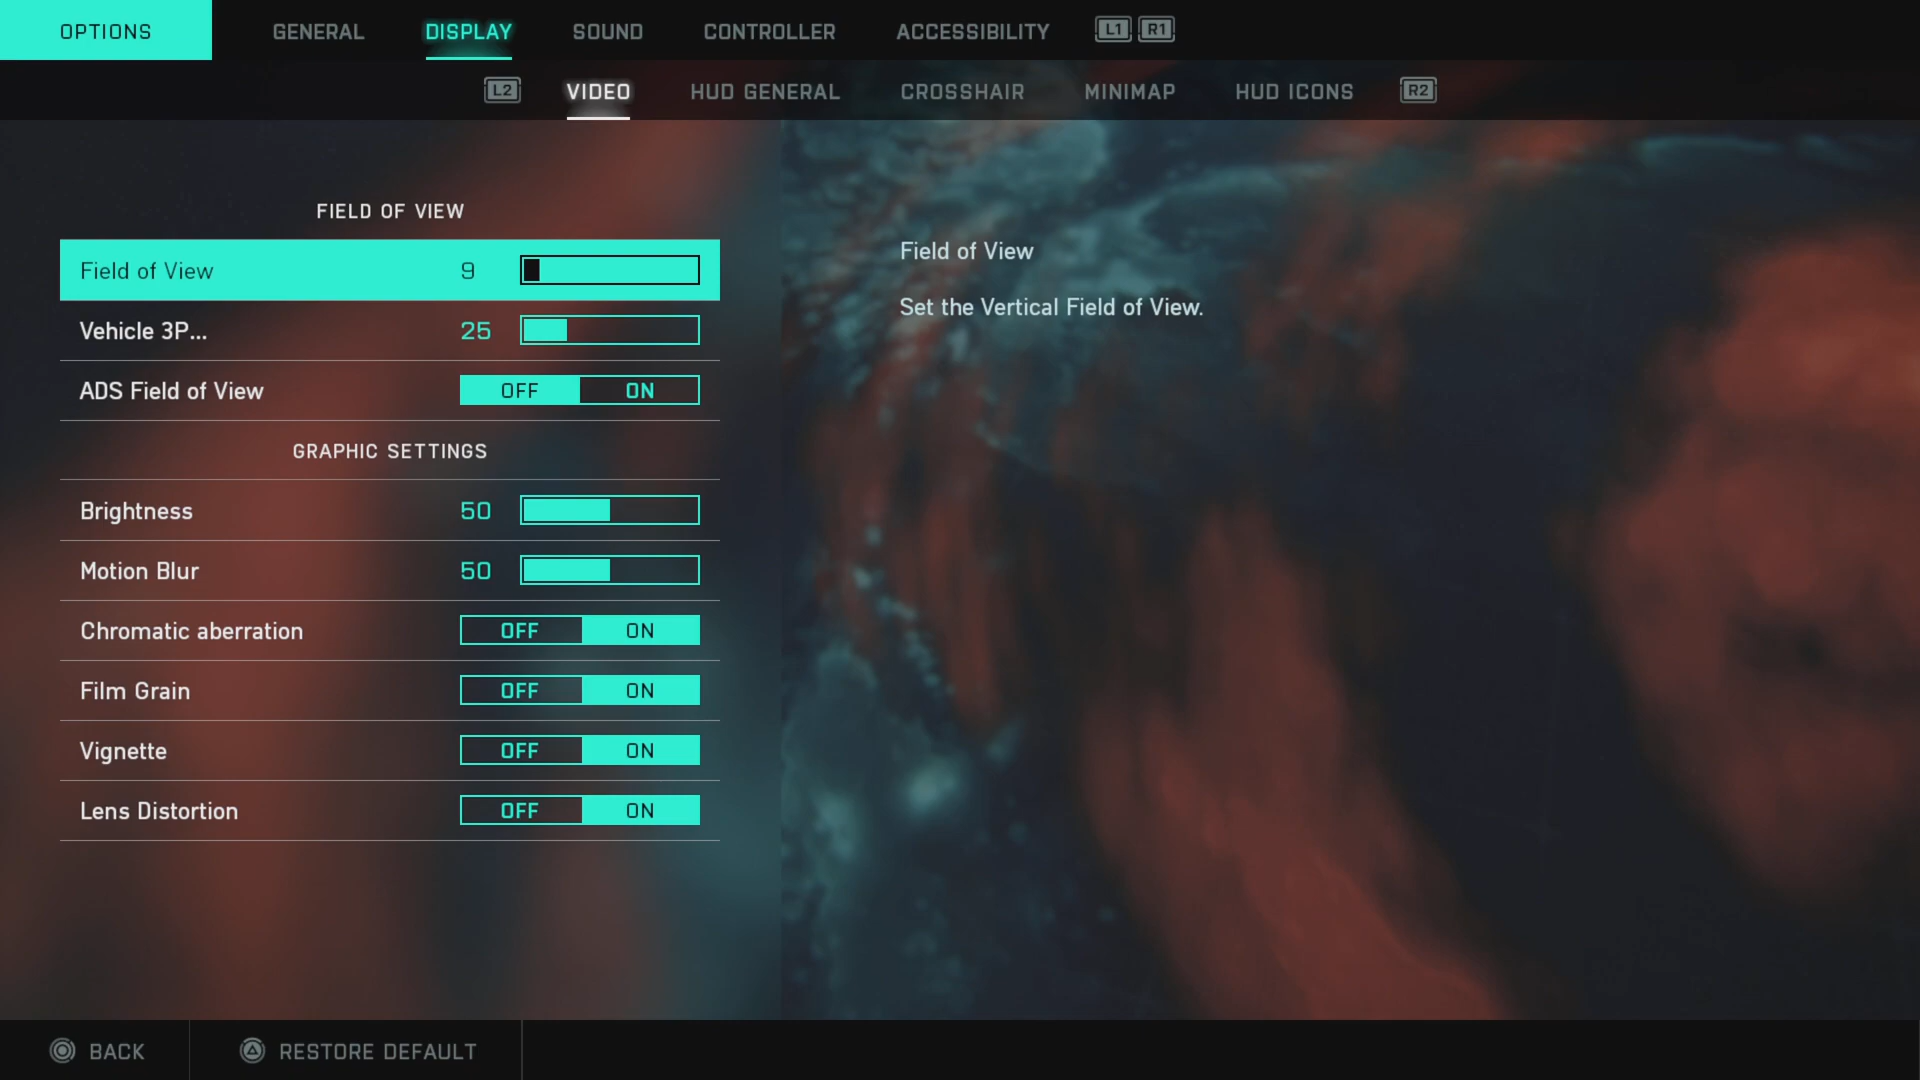 OPTIONS GENERAL DISPLAY SOUND CONTROLLER ACCESSIBILITY L1 R1
L2 VIDEO HUD GENERAL CROSSHAIR MINIMAP HUD ICONS R2
FIELD OF VIEW
Field of View 9
Vehicle 3P... 25
ADS Field of View OFF ON
GRAPHIC SETTINGS
Brightness 50
Motion Blur 50
Chromatic aberration OFF ON
Film Grain OFF ON
Vignette OFF ON
Lens Distortion OFF ON
Field of View
Set the Vertical Field of View.
BACK RESTORE DEFAULT